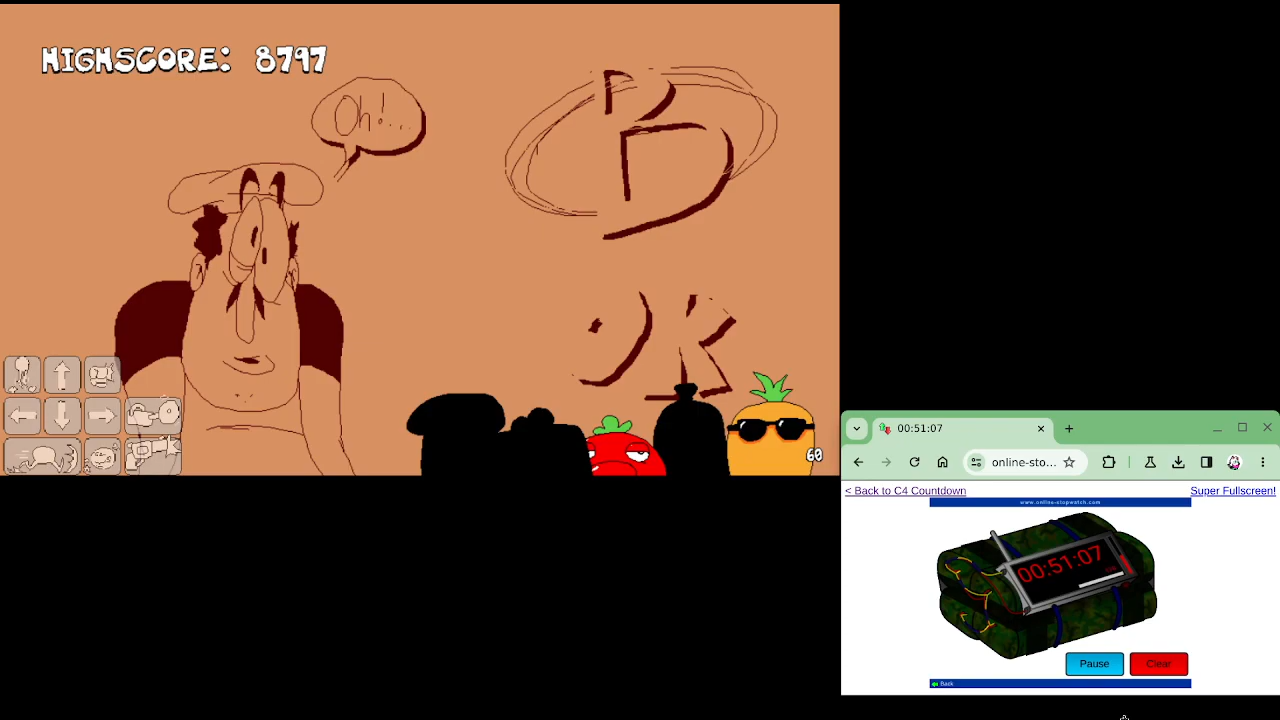 HIGHSCORE: 8797
Oh!...
D
OK
60
00:51:07
online-sto...
< Back to C4 Countdown
Super Fullscreen!
www.online-stopwatch.com
00:51:07
Pause
Clear
Back